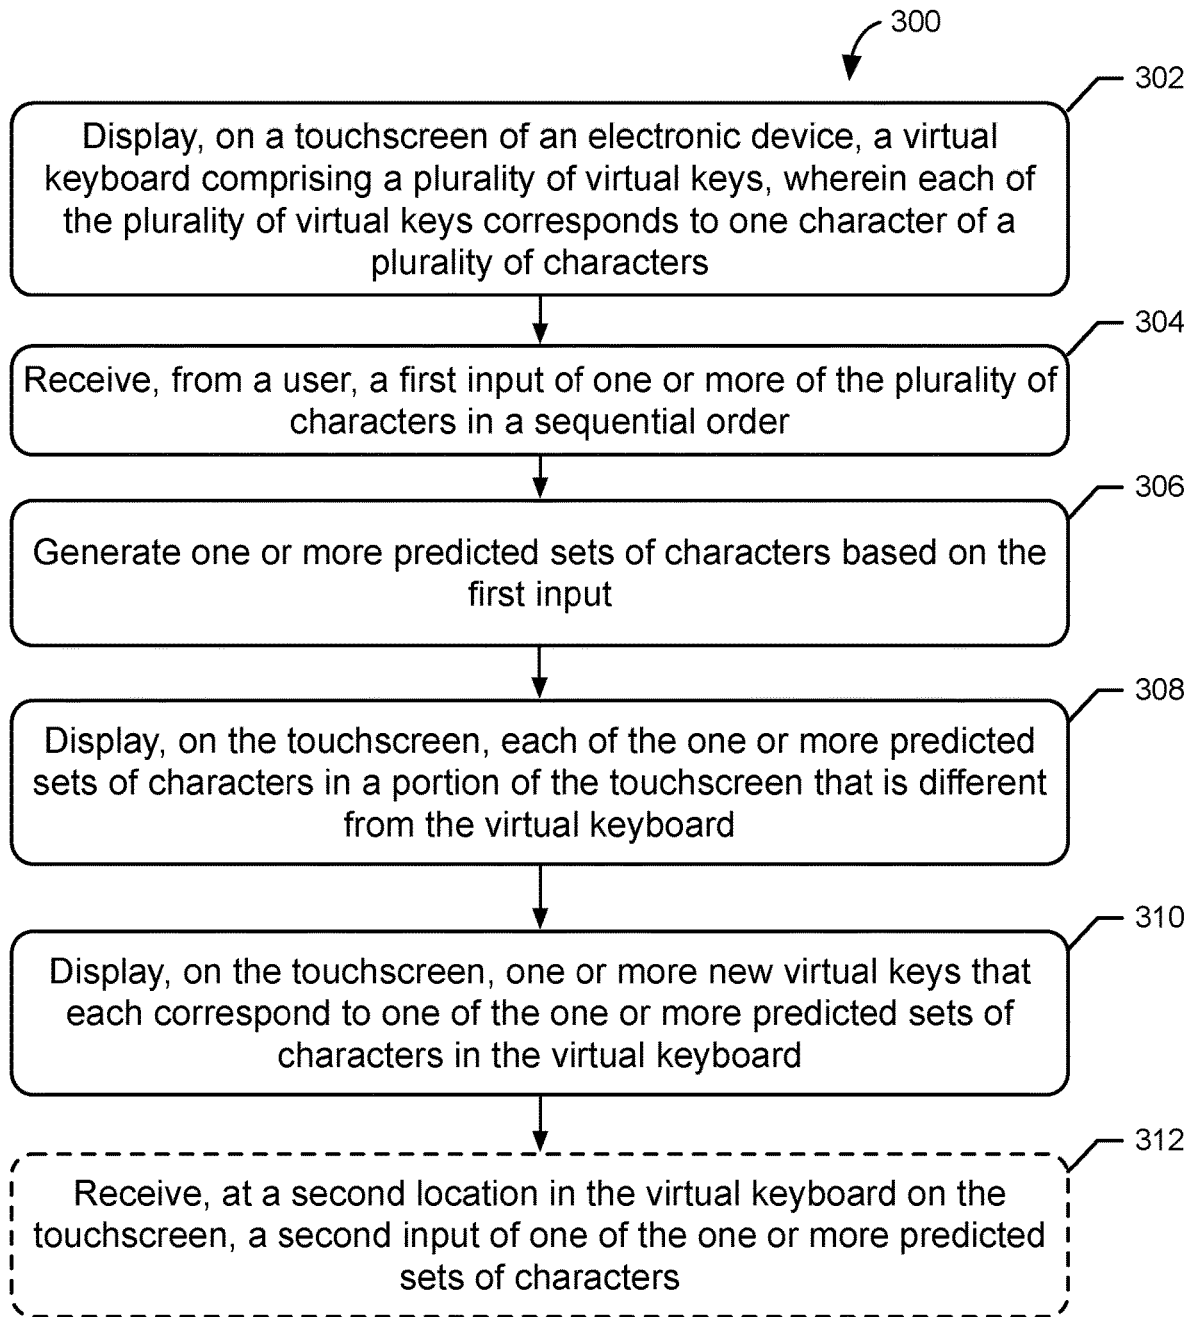 300
302
Display, on a touchscreen of an electronic device, a virtual
keyboard comprising a plurality of virtual keys, wherein each of
the plurality of virtual keys corresponds to one character of a
plurality of characters
304
Receive, from a user, a first input of one or more of the plurality of
characters in a sequential order
306
Generate one or more predicted sets of characters based on the
first input
308
Display, on the touchscreen, each of the one or more predicted
sets of characters in a portion of the touchscreen that is different
from the virtual keyboard
310
Display, on the touchscreen, one or more new virtual keys that
each correspond to one of the one or more predicted sets of
characters in the virtual keyboard
312
Receive, at a second location in the virtual keyboard on the
touchscreen, a second input of one of the one or more predicted
sets of characters